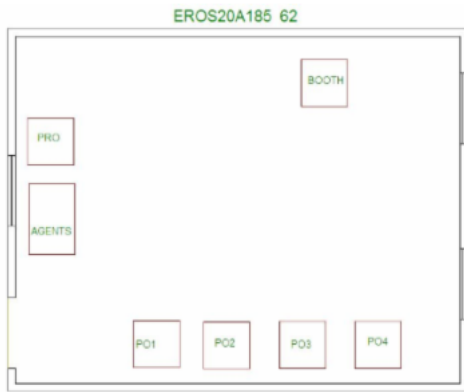 EROS20A185 62
BOOTH
PRO
AGENTS
PO1
PO2
PO3
PO4